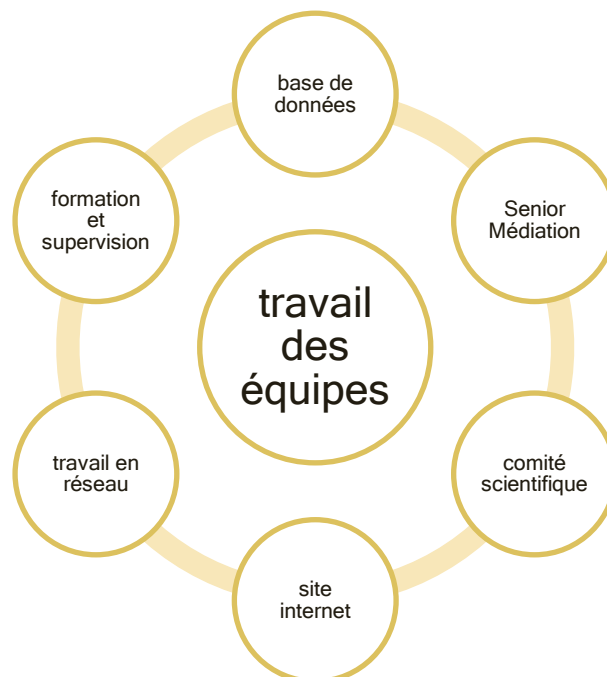 base de
données
formation
et
supervision
Senior
Médiation
travail
des
équipes
travail en
réseau
comité
scientifique
site
internet